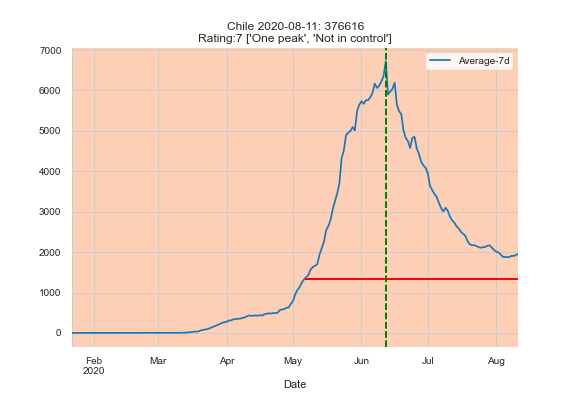 Chile 2020-08-11: 376616
Rating:7 ['One peak', 'Not in control']
7000
Average-7d
6000
5000
4000
3000
2000
1000
0
Feb Mar Apr May Jun Jul Aug
2020
Date